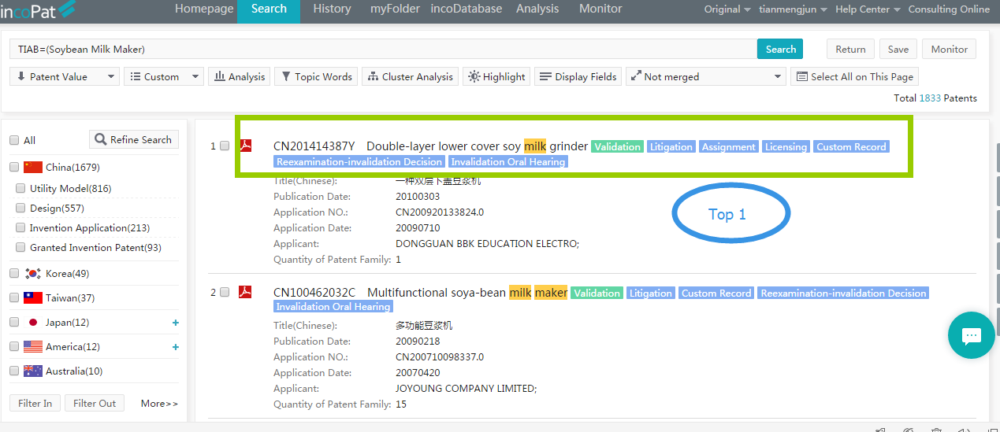 incoPat Homepage Search History myFolder incoDatabase Analysis Monitor Original tianmengjun Help Center Consulting Online
TIAB=(Soybean Milk Maker) Search Return Save Monitor
Patent Value Custom Analysis Topic Words Cluster Analysis Highlight Display Fields Not merged Select All on This Page
Total 1833 Patents
All Refine Search
China(1679)
Utility Model(816)
Design(557)
Invention Application(213)
Granted Invention Patent(93)
Korea(49)
Taiwan(37)
Japan(12) +
America(12) +
Australia(10)
Filter In Filter Out More>>
1 CN201414387Y Double-layer lower cover soy milk grinder Validation Litigation Assignment Licensing Custom Record
Reexamination-invalidation Decision Invalidation Oral Hearing
Title(Chinese): 一种双层下盖豆浆机
Publication Date: 20100303
Application NO.: CN200920133824.0
Application Date: 20090710
Applicant: DONGGUAN BBK EDUCATION ELECTRO;
Quantity of Patent Family: 1
Top 1
2 CN100462032C Multifunctional soya-bean milk maker Validation Litigation Custom Record Reexamination-invalidation Decision
Invalidation Oral Hearing
Title(Chinese): 多功能豆浆机
Publication Date: 20090218
Application NO.: CN200710098337.0
Application Date: 20070420
Applicant: JOYOUNG COMPANY LIMITED;
Quantity of Patent Family: 15